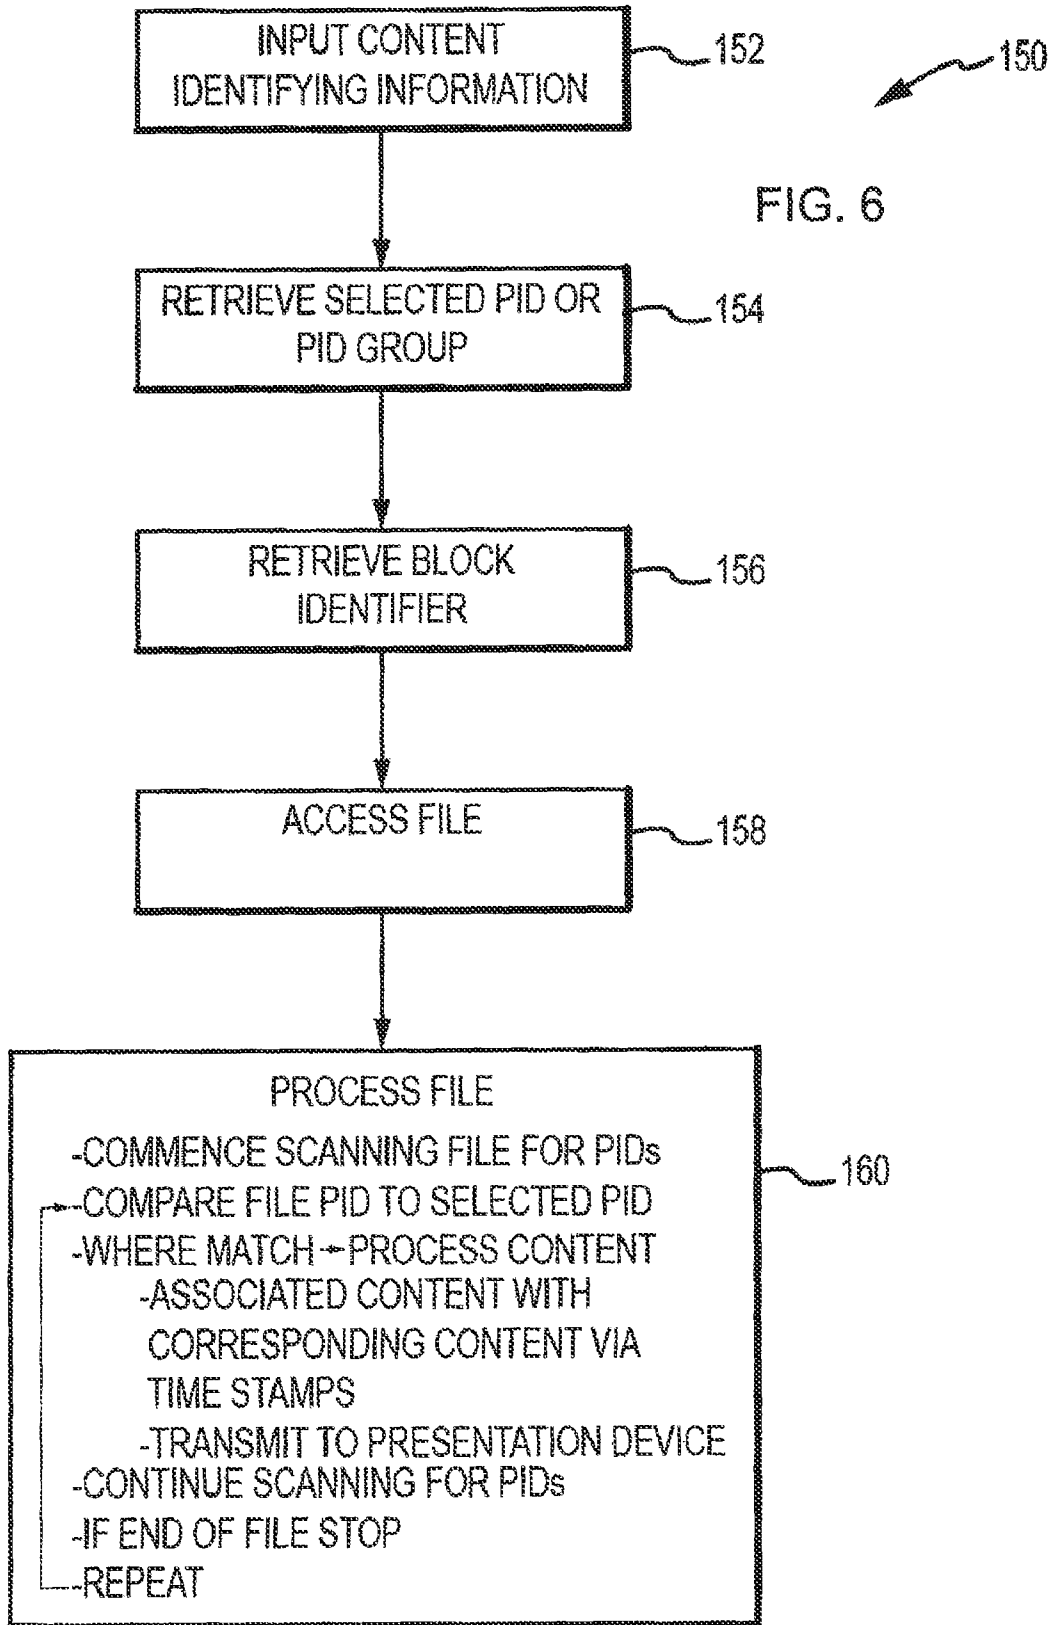 INPUT CONTENT
IDENTIFYING INFORMATION
152
150
FIG. 6
RETRIEVE SELECTED PID OR
PID GROUP
154
RETRIEVE BLOCK
IDENTIFIER
156
ACCESS FILE
158
PROCESS FILE
-COMMENCE SCANNING FILE FOR PIDs
-COMPARE FILE PID TO SELECTED PID
-WHERE MATCH→PROCESS CONTENT
-ASSOCIATED CONTENT WITH
CORRESPONDING CONTENT VIA
TIME STAMPS
-TRANSMIT TO PRESENTATION DEVICE
-CONTINUE SCANNING FOR PIDs
-IF END OF FILE STOP
-REPEAT
160